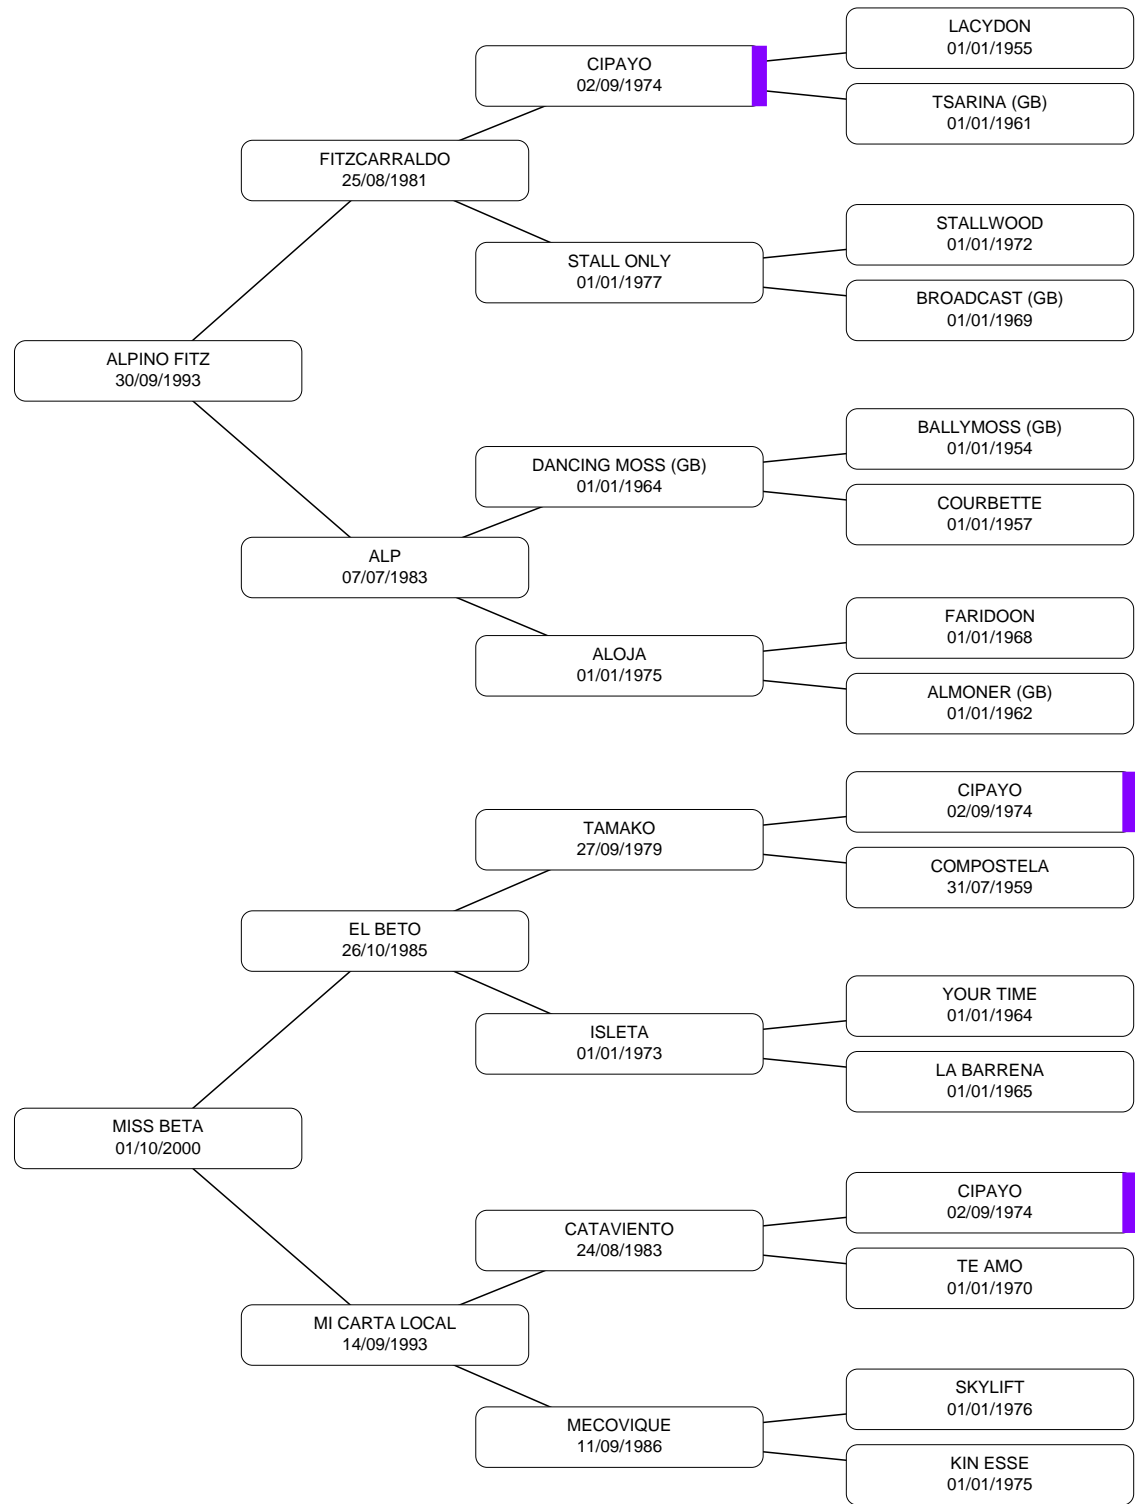 LACYDON
01/01/1955
CIPAYO
02/09/1974
TSARINA (GB)
01/01/1961
FITZCARRALDO
25/08/1981
STALLWOOD
01/01/1972
STALL ONLY
01/01/1977
BROADCAST (GB)
01/01/1969
ALPINO FITZ
30/09/1993
BALLYMOSS (GB)
01/01/1954
DANCING MOSS (GB)
01/01/1964
COURBETTE
01/01/1957
ALP
07/07/1983
FARIDOON
01/01/1968
ALOJA
01/01/1975
ALMONER (GB)
01/01/1962
CIPAYO
02/09/1974
TAMAKO
27/09/1979
COMPOSTELA
31/07/1959
EL BETO
26/10/1985
YOUR TIME
01/01/1964
ISLETA
01/01/1973
LA BARRENA
01/01/1965
MISS BETA
01/10/2000
CIPAYO
02/09/1974
CATAVIENTO
24/08/1983
TE AMO
01/01/1970
MI CARTA LOCAL
14/09/1993
SKYLIFT
01/01/1976
MECOVIQUE
11/09/1986
KIN ESSE
01/01/1975